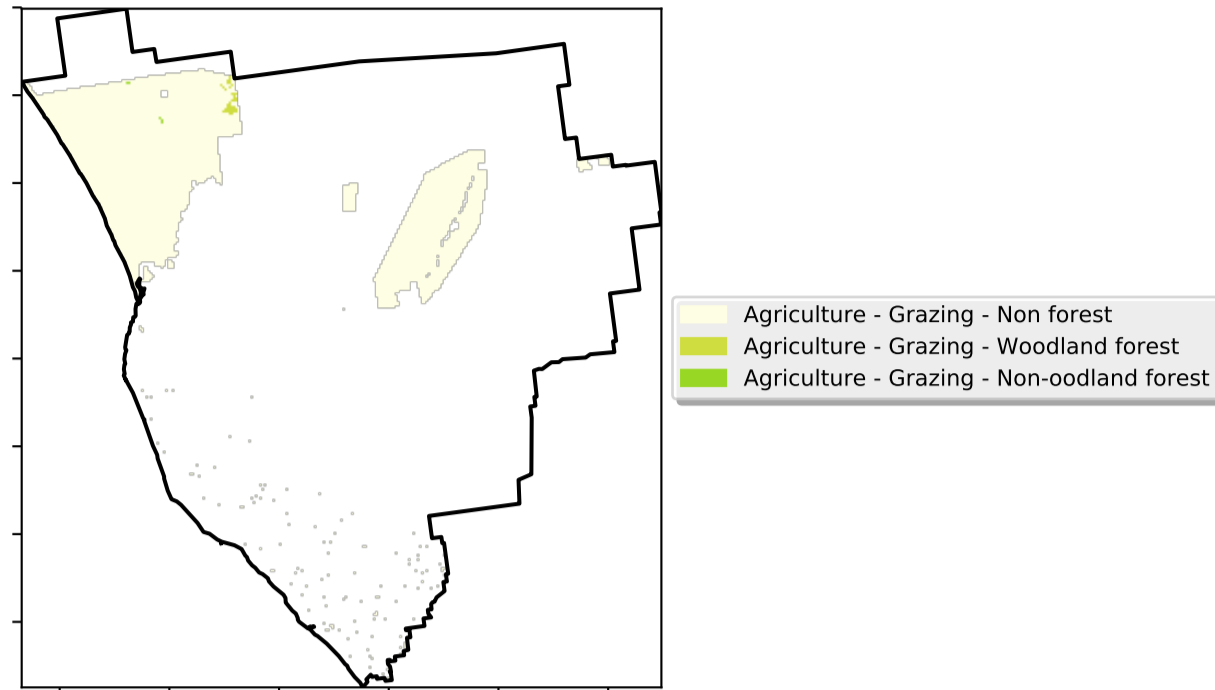 Agriculture - Grazing - Non forest
Agriculture - Grazing - Woodland forest
Agriculture - Grazing - Non-oodland forest